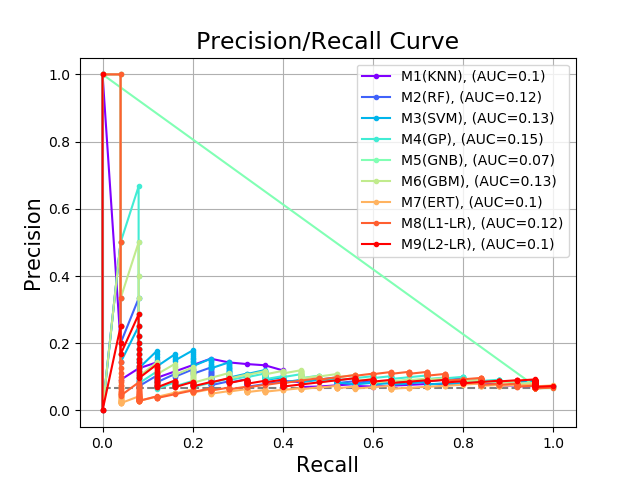 Precision/Recall Curve
M1(KNN), (AUC=0.1)
M2(RF), (AUC=0.12)
M3(SVM), (AUC=0.13)
M4(GP), (AUC=0.15)
M5(GNB), (AUC=0.07)
M6(GBM), (AUC=0.13)
M7(ERT), (AUC=0.1)
M8(L1-LR), (AUC=0.12)
M9(L2-LR), (AUC=0.1)
Precision
1.0
0.8
0.6
0.4
0.2
0.0
0.0 0.2 0.4 0.6 0.8 1.0
Recall